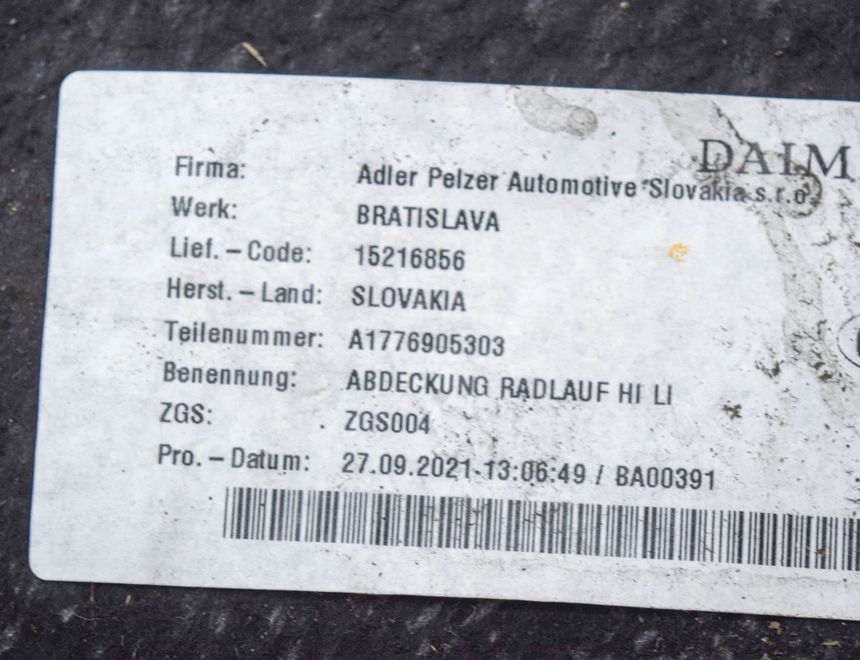 DAIM
Firma: Adler Pelzer Automotive Slovakia s.r.o.
Werk: BRATISLAVA
Lief. – Code: 15216856
Herst. – Land: SLOVAKIA
Teilenummer: A1776905303
Benennung: ABDECKUNG RADLAUF HI LI
ZGS: ZGS004
Pro. – Datum: 27.09.2021-13:06:49 / BA00391